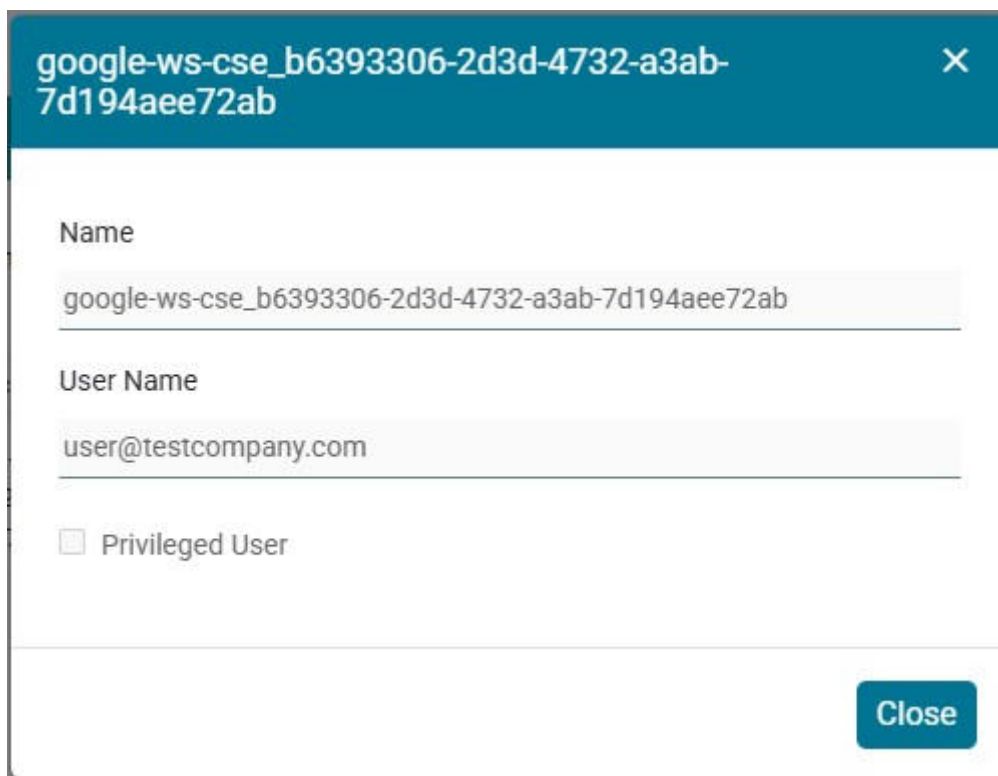 google-ws-cse_b6393306-2d3d-4732-a3ab-
7d194aee72ab
Name
google-ws-cse_b6393306-2d3d-4732-a3ab-7d194aee72ab
User Name
user@testcompany.com
Privileged User
Close